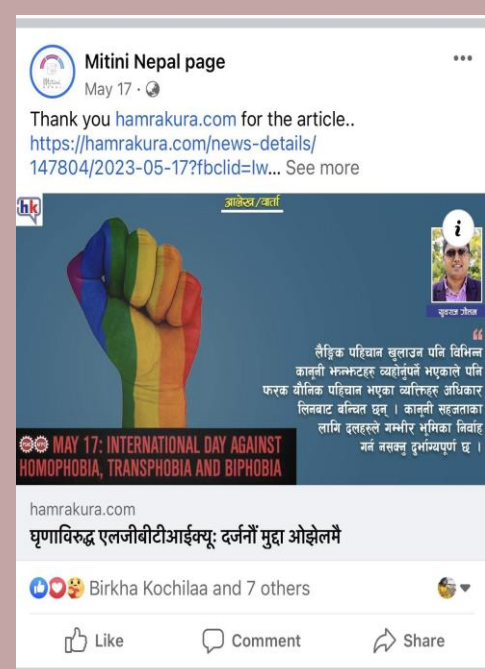 Mitini Nepal page
May 17 ·
Thank you hamrakura.com for the article..
https://hamrakura.com/news-details/
147804/2023-05-17?fbclid=lw... See more
hk
आलेख/वार्ता
i
युवराज गौतम
लैङ्गिक पहिचान खुलाउन पनि विभिन्न
कानूनी झन्झटहरु व्यहोर्नुपर्ने भएकाले पनि
फरक यौनिक पहिचान भएका व्यक्तिहरु अधिकार
लिनबाट बन्चित छन् । कानूनी सहजताका
लागि दलहरुले गम्भीर भूमिका निर्वाह
गर्न नसक्नु दुर्भाग्यपूर्ण छ ।
MAY 17: INTERNATIONAL DAY AGAINST
HOMOPHOBIA, TRANSPHOBIA AND BIPHOBIA
hamrakura.com
घृणाविरुद्ध एलजीबीटीआईक्यू: दर्जनौं मुद्दा ओझेलमै
Birkha Kochilaa and 7 others
Like
Comment
Share